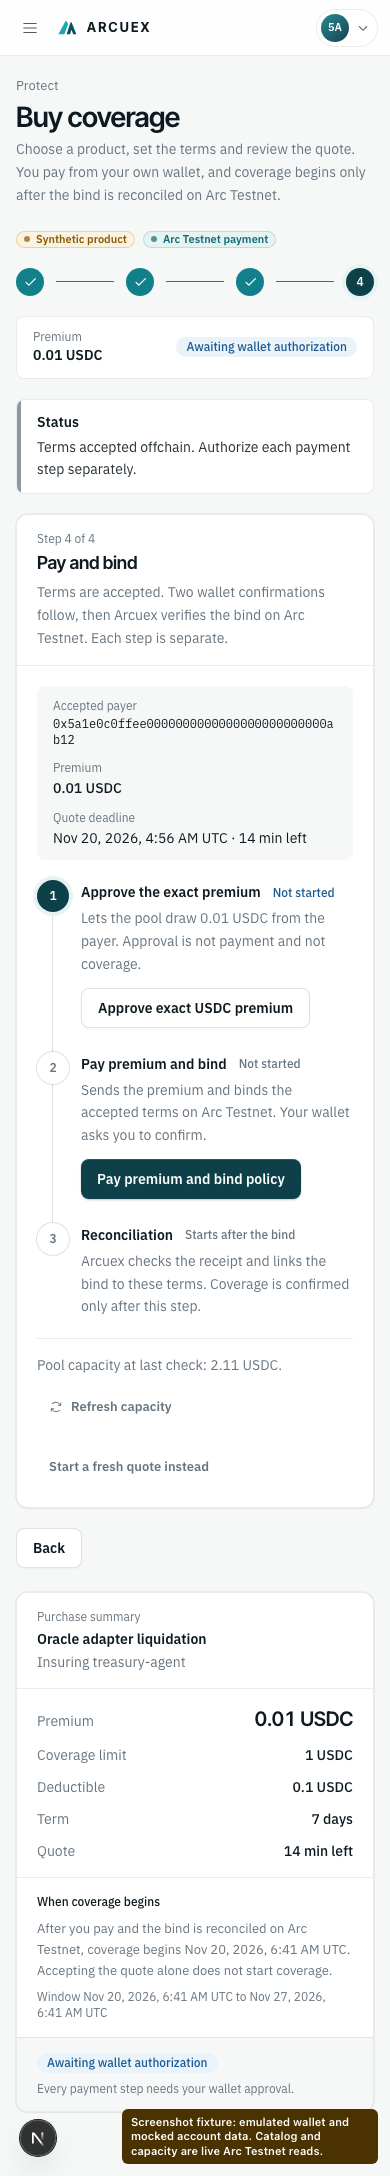 ARCUEX
5A
Protect
Buy coverage
Choose a product, set the terms and review the quote.
You pay from your own wallet, and coverage begins only
after the bind is reconciled on Arc Testnet.
Synthetic product
Arc Testnet payment
4
Premium
0.01 USDC
Awaiting wallet authorization
Status
Terms accepted offchain. Authorize each payment
step separately.
Step 4 of 4
Pay and bind
Terms are accepted. Two wallet confirmations
follow, then Arcuex verifies the bind on Arc
Testnet. Each step is separate.
Accepted payer
0x5a1e0c0ffee0000000000000000000000000a
b12
Premium
0.01 USDC
Quote deadline
Nov 20, 2026, 4:56 AM UTC · 14 min left
1
Approve the exact premium Not started
Lets the pool draw 0.01 USDC from the
payer. Approval is not payment and not
coverage.
Approve exact USDC premium
2
Pay premium and bind Not started
Sends the premium and binds the
accepted terms on Arc Testnet. Your wallet
asks you to confirm.
Pay premium and bind policy
3
Reconciliation Starts after the bind
Arcuex checks the receipt and links the
bind to these terms. Coverage is confirmed
only after this step.
Pool capacity at last check: 2.11 USDC.
Refresh capacity
Start a fresh quote instead
Back
Purchase summary
Oracle adapter liquidation
Insuring treasury-agent
Premium 0.01 USDC
Coverage limit 1 USDC
Deductible 0.1 USDC
Term 7 days
Quote 14 min left
When coverage begins
After you pay and the bind is reconciled on Arc
Testnet, coverage begins Nov 20, 2026, 6:41 AM UTC.
Accepting the quote alone does not start coverage.
Window Nov 20, 2026, 6:41 AM UTC to Nov 27, 2026,
6:41 AM UTC
Awaiting wallet authorization
Every payment step needs your wallet approval.
N
Screenshot fixture: emulated wallet and
mocked account data. Catalog and
capacity are live Arc Testnet reads.